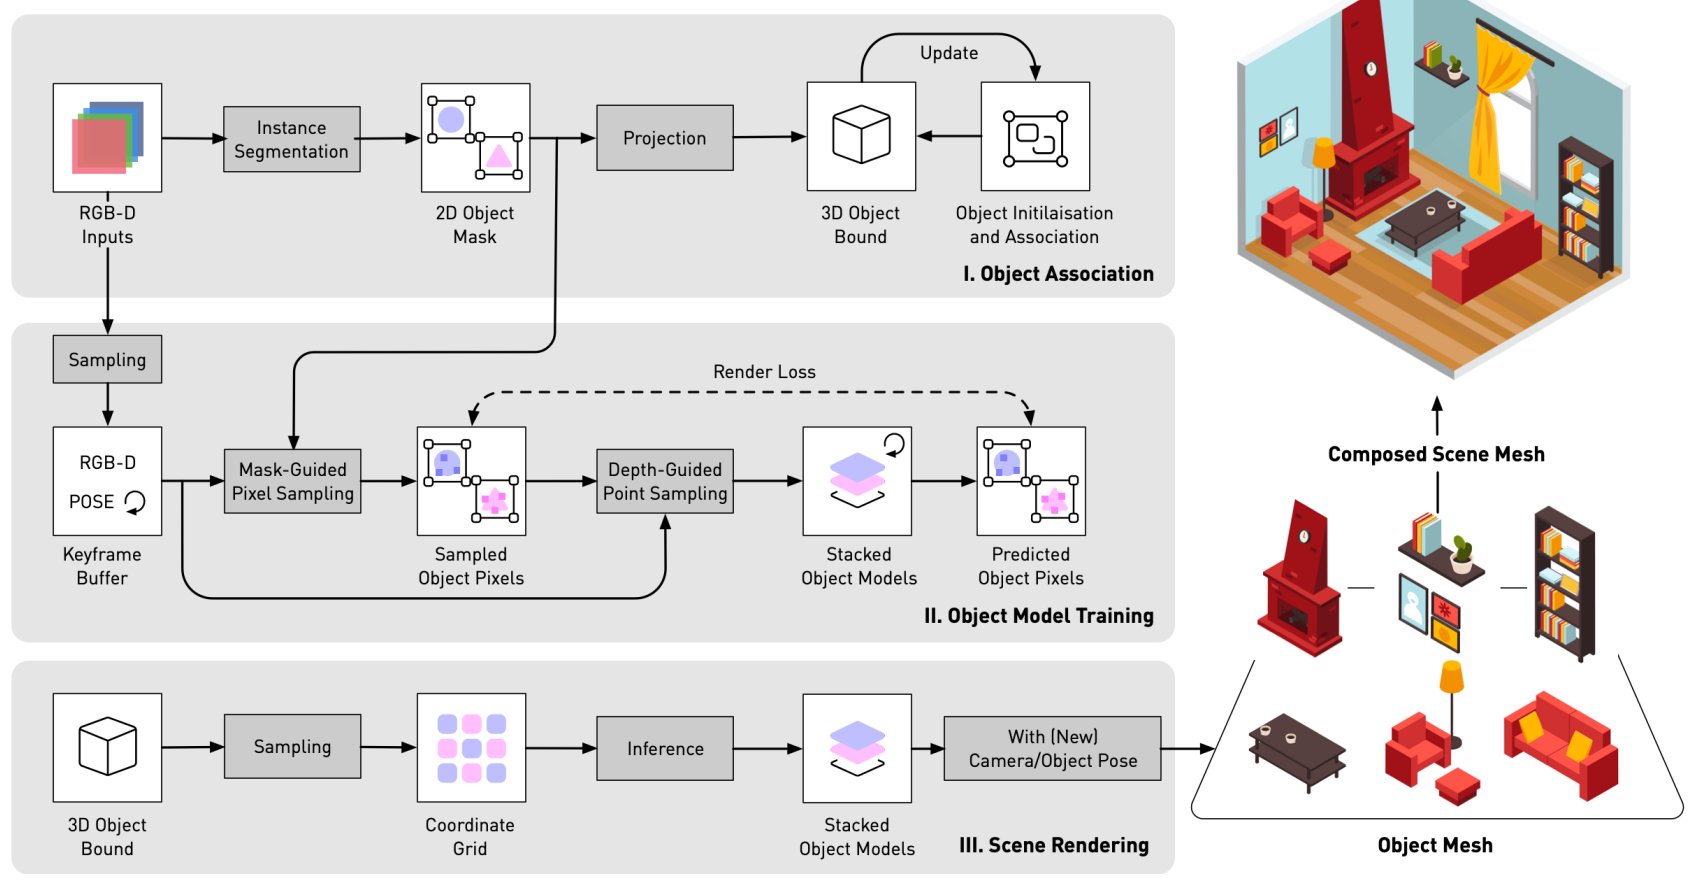 Update
Instance
Segmentation
Projection
RGB-D
Inputs
2D Object
Mask
3D Object
Bound
Object Initilaisation
and Association
I. Object Association
Sampling
Render Loss
RGB-D
POSE
Mask-Guided
Pixel Sampling
Depth-Guided
Point Sampling
Keyframe
Buffer
Sampled
Object Pixels
Stacked
Object Models
Predicted
Object Pixels
II. Object Model Training
Sampling
Inference
With (New)
Camera/Object Pose
3D Object
Bound
Coordinate
Grid
Stacked
Object Models
III. Scene Rendering
Composed Scene Mesh
Object Mesh